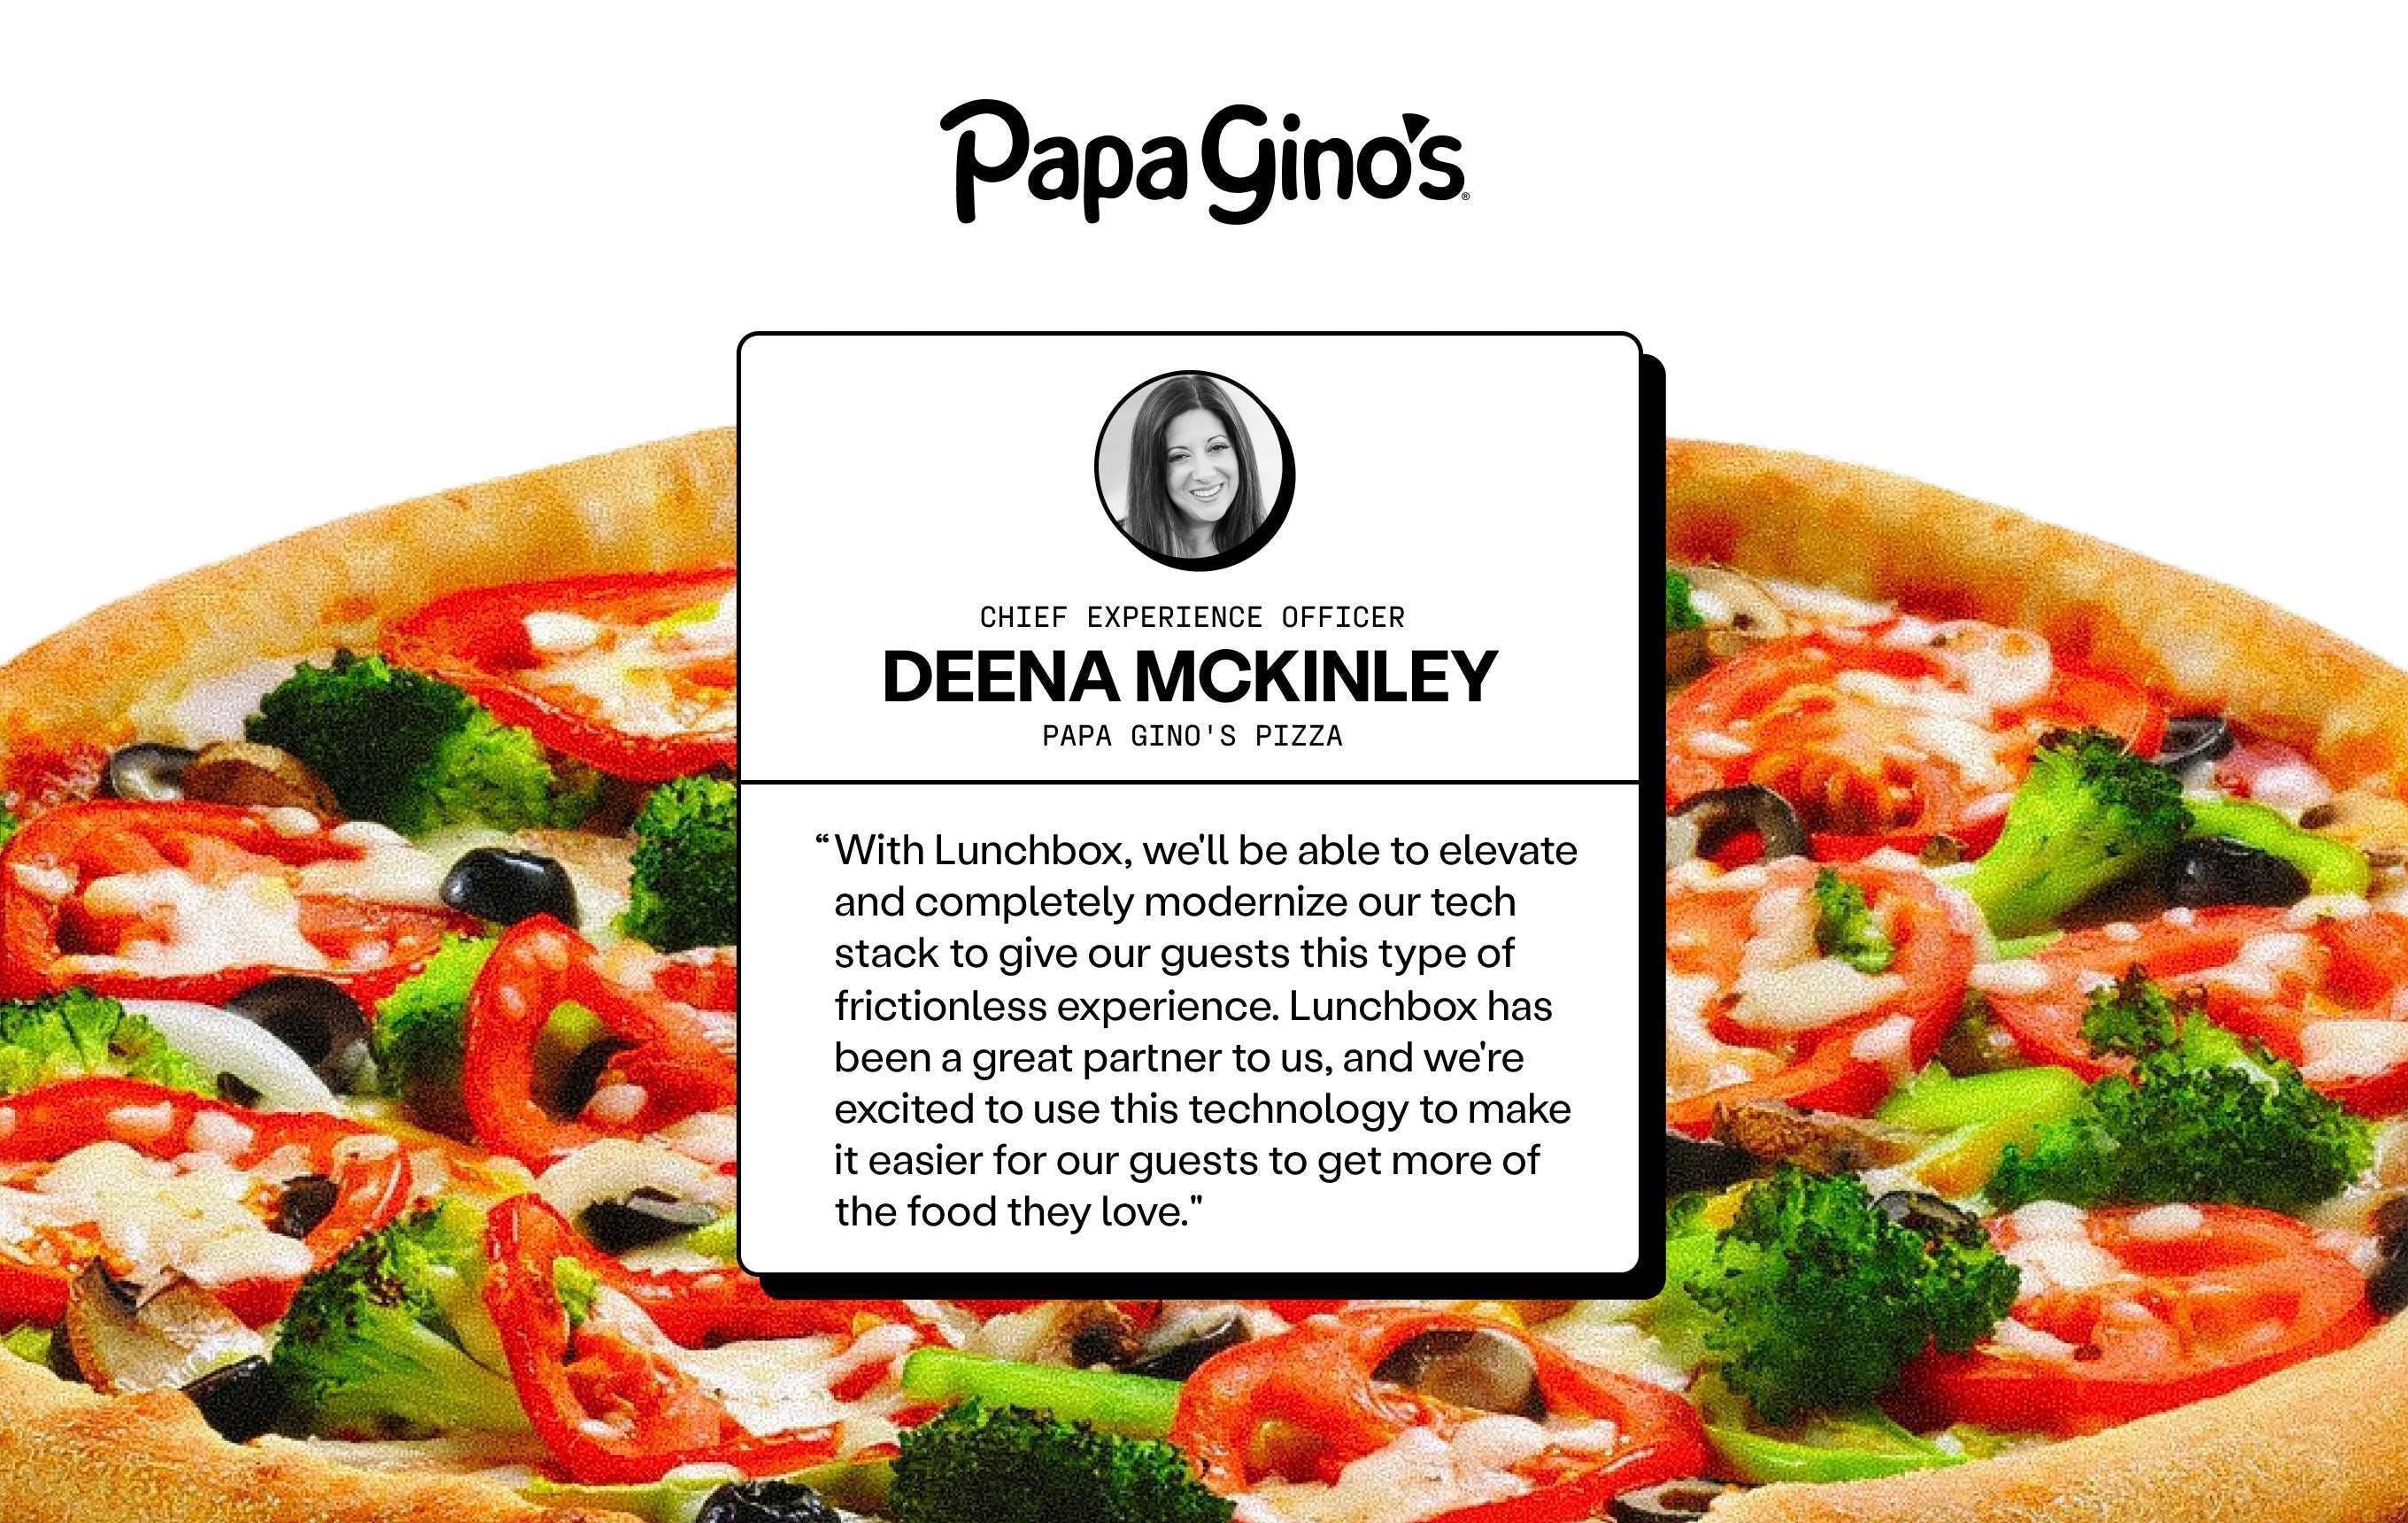 Papa Gino's®
CHIEF EXPERIENCE OFFICER
DEENA MCKINLEY
PAPA GINO'S PIZZA
“With Lunchbox, we'll be able to elevate
and completely modernize our tech
stack to give our guests this type of
frictionless experience. Lunchbox has
been a great partner to us, and we're
excited to use this technology to make
it easier for our guests to get more of
the food they love."